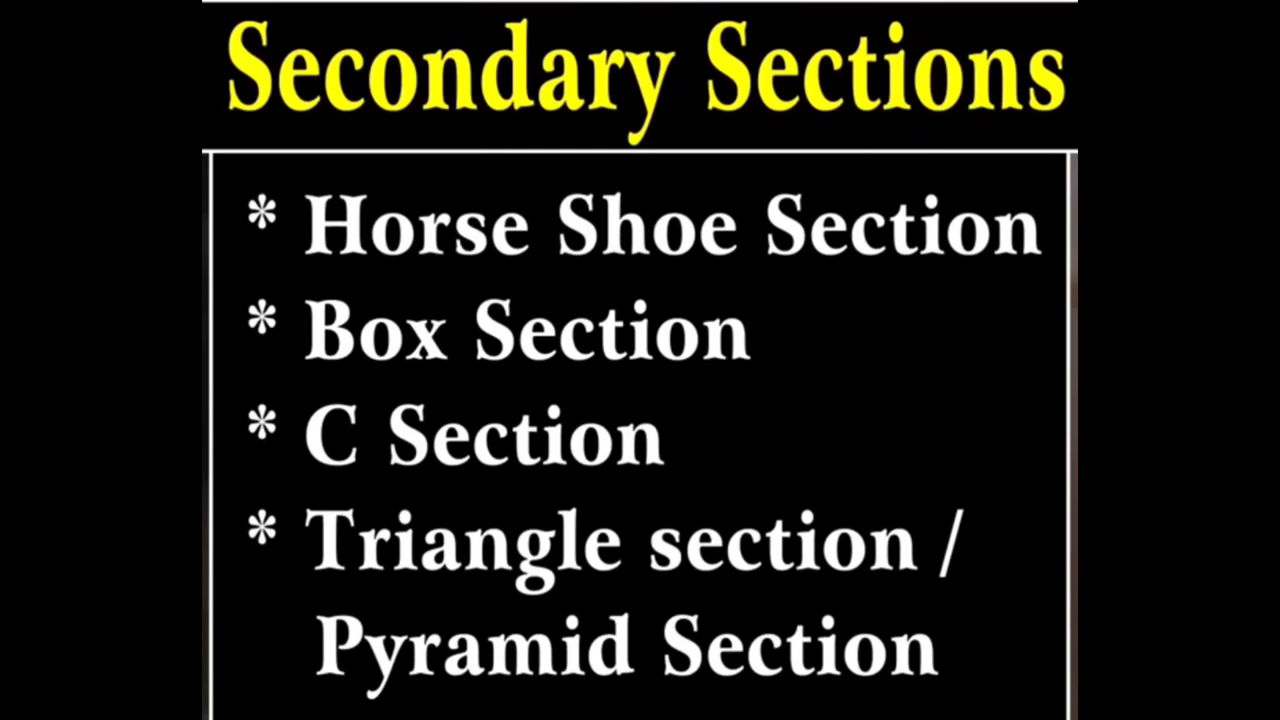 Secondary Sections
* Horse Shoe Section
* Box Section
* C Section
* Triangle section /
Pyramid Section